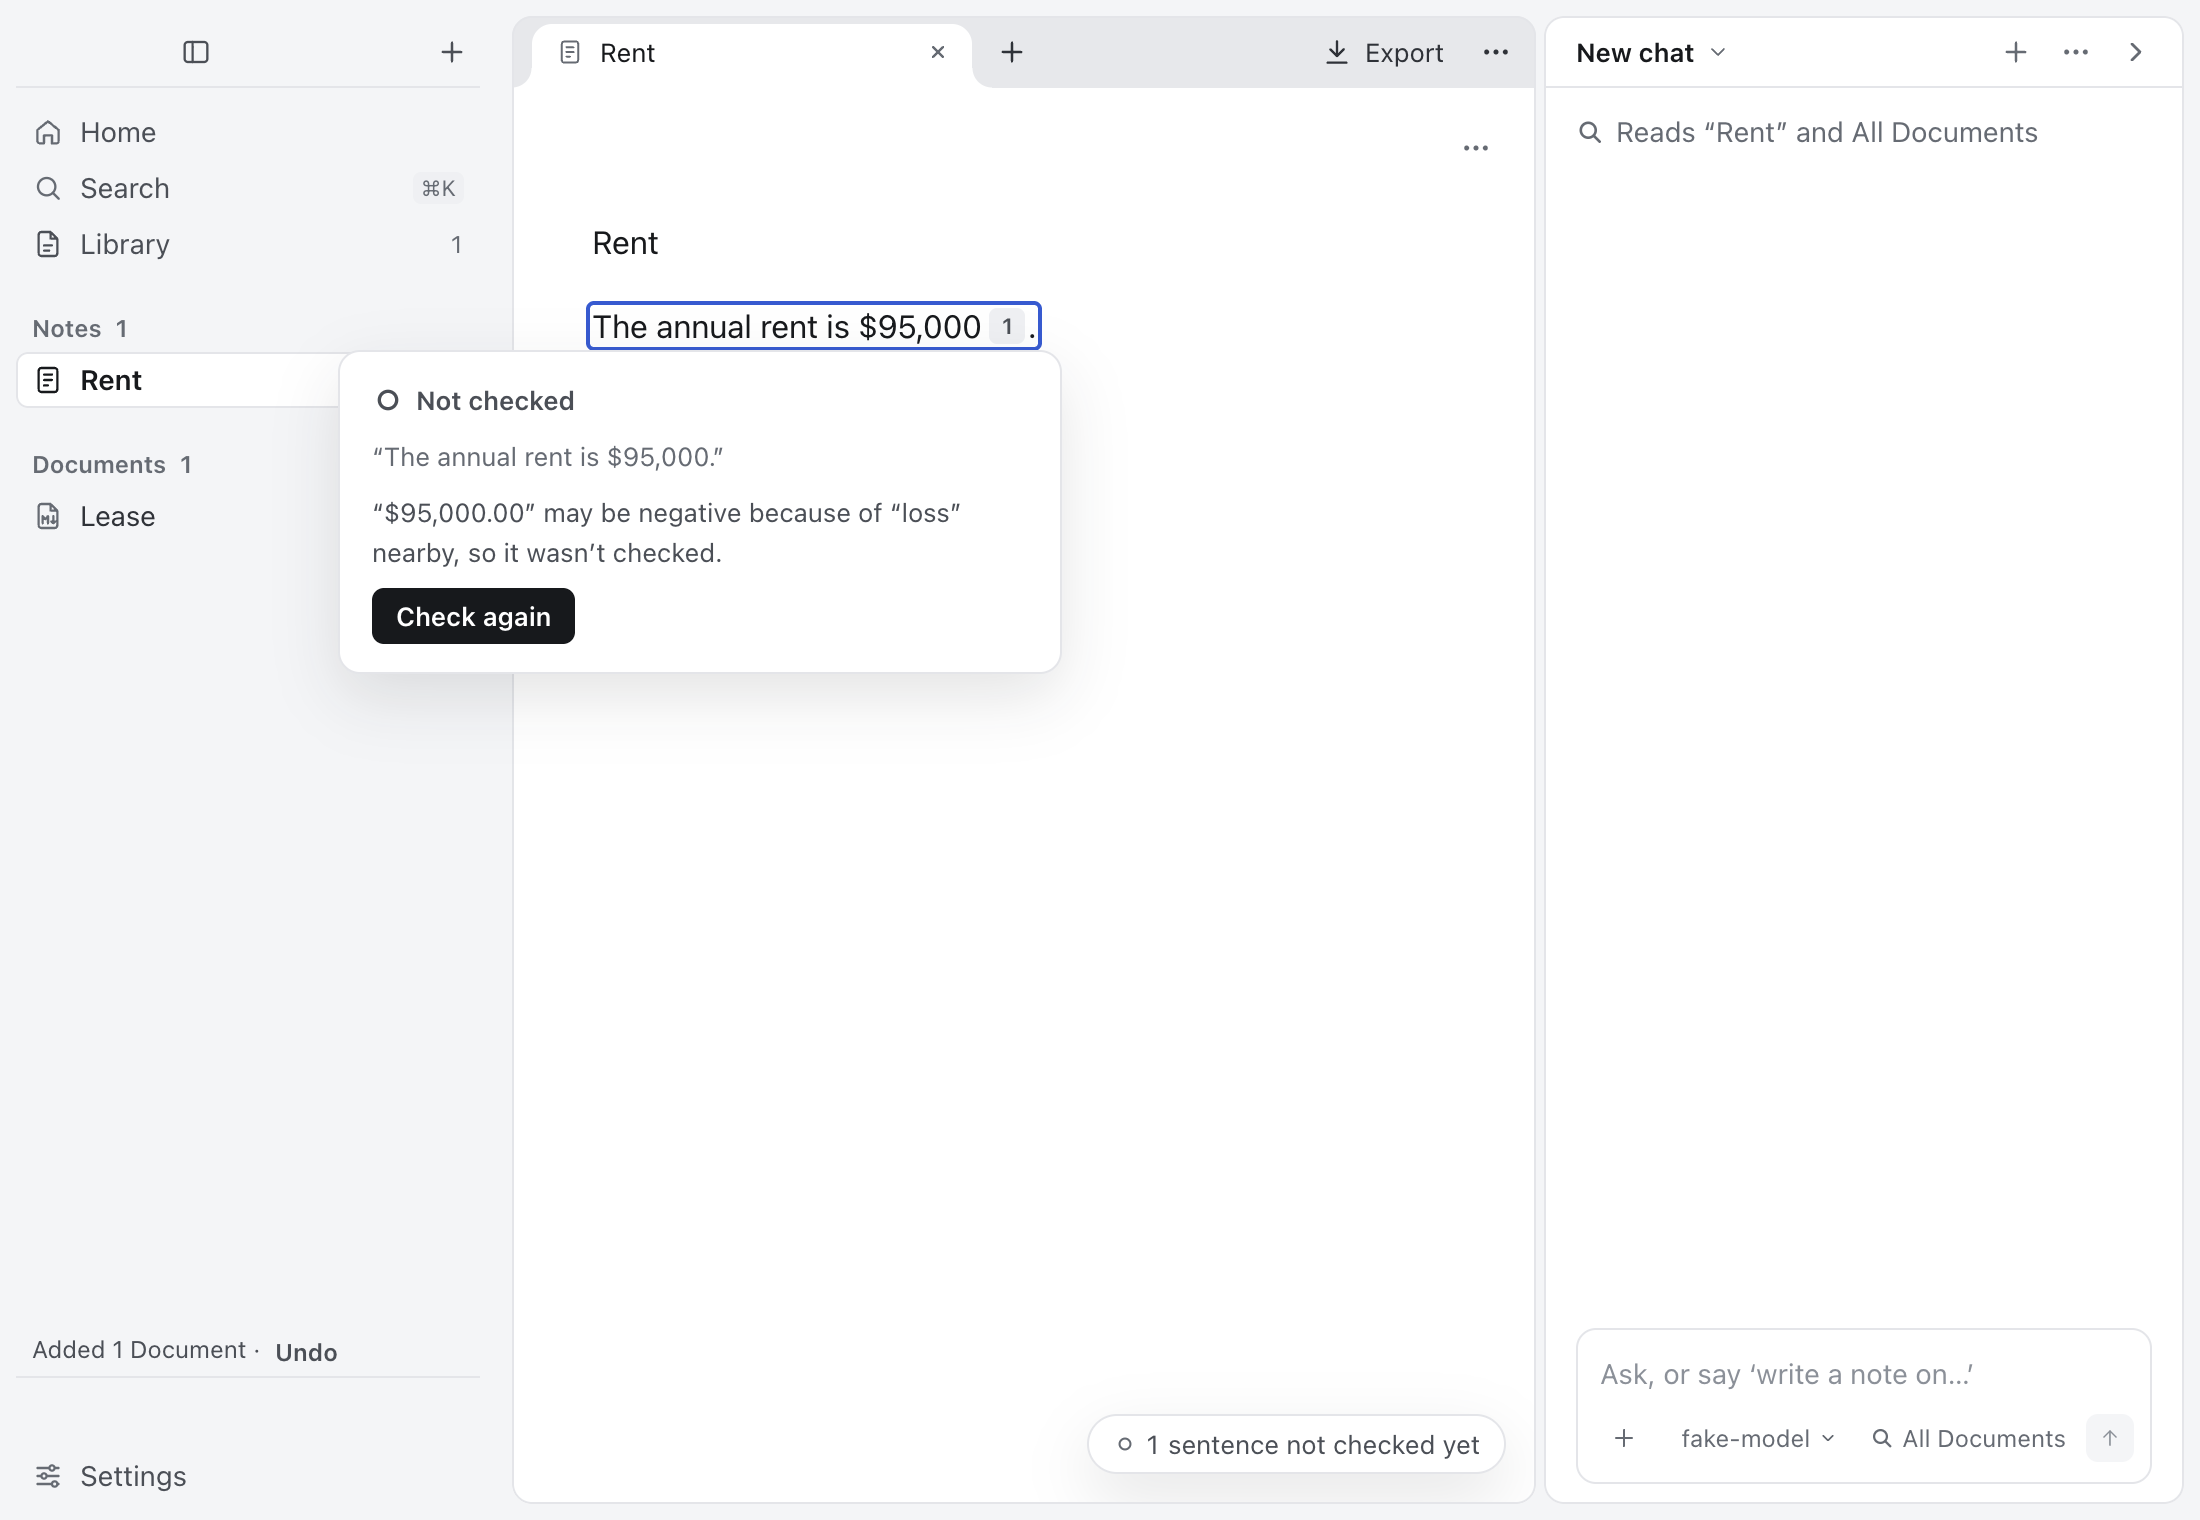 Rent
Export
New chat
Home
Search ⌘K
Library 1
Notes 1
Rent
Documents 1
Lease
Added 1 Document · Undo
Settings
Rent
The annual rent is $95,000 1 .
Not checked
“The annual rent is $95,000.”
“$95,000.00” may be negative because of “loss”
nearby, so it wasn’t checked.
Check again
1 sentence not checked yet
Reads “Rent” and All Documents
Ask, or say ‘write a note on…’
fake-model All Documents